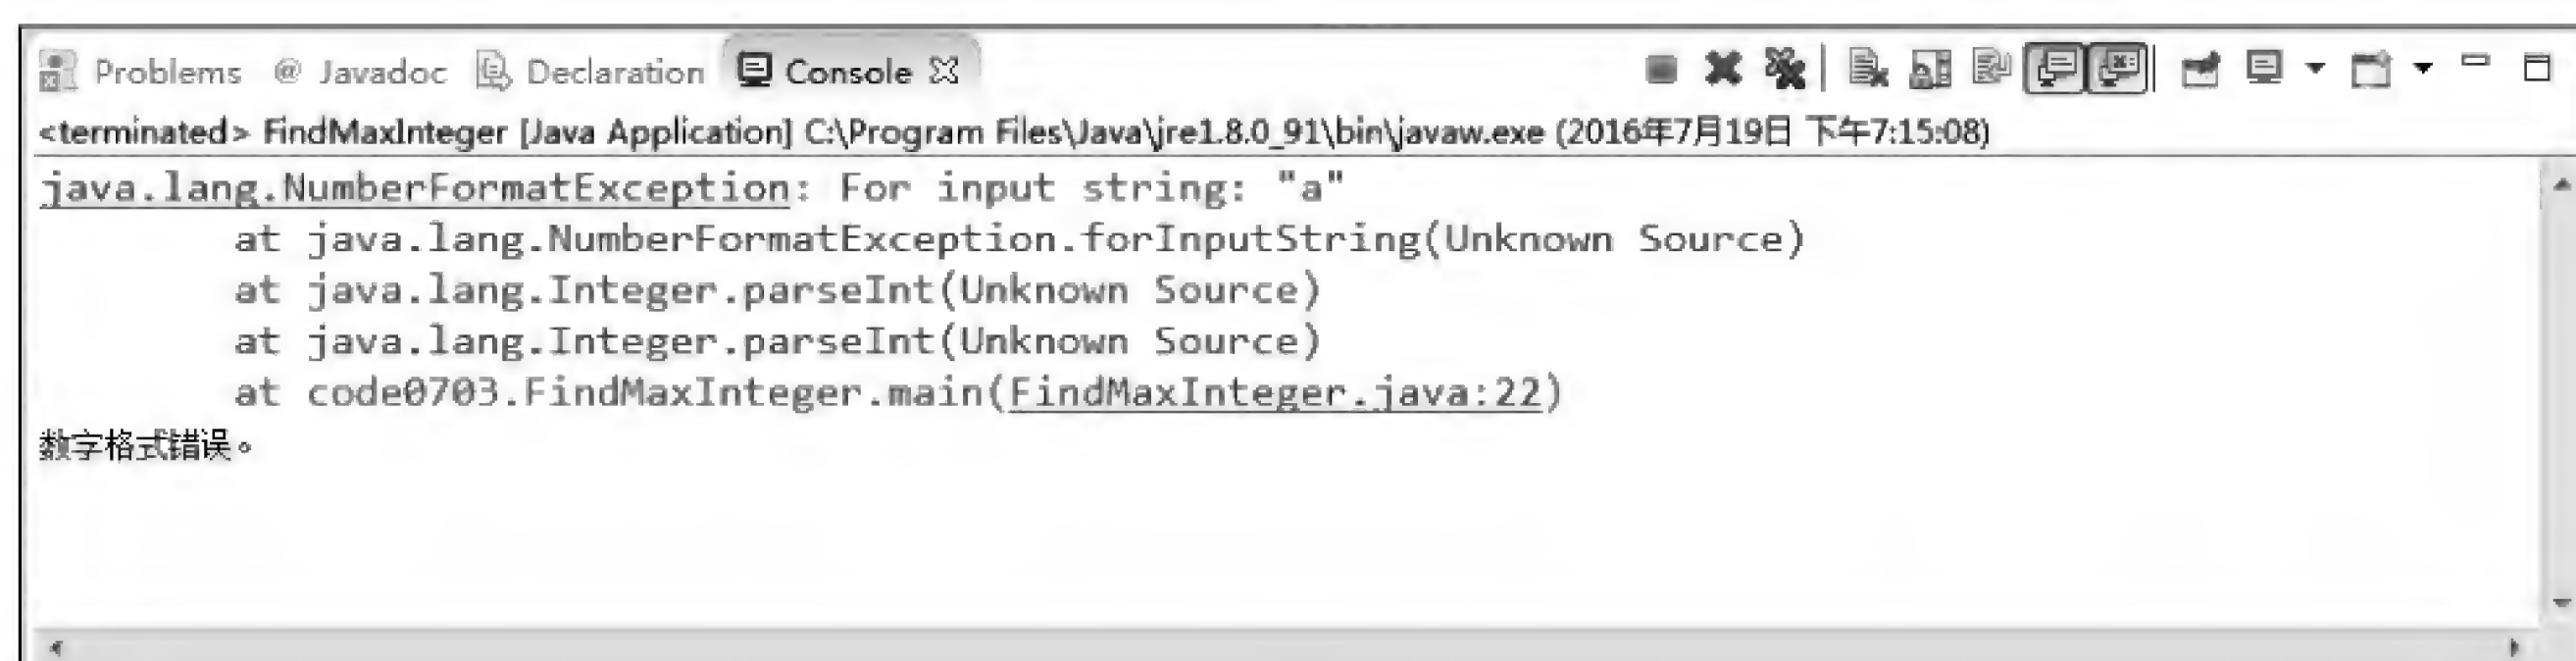 Problems @ Javadoc Declaration Console
<terminated> FindMaxInteger [Java Application] C:\Program Files\Java\jre1.8.0_91\bin\javaw.exe (2016年7月19日 下午7:15:08)
java.lang.NumberFormatException: For input string: "a"
at java.lang.NumberFormatException.forInputString(Unknown Source)
at java.lang.Integer.parseInt(Unknown Source)
at java.lang.Integer.parseInt(Unknown Source)
at code0703.FindMaxInteger.main(FindMaxInteger.java:22)
数字格式错误。